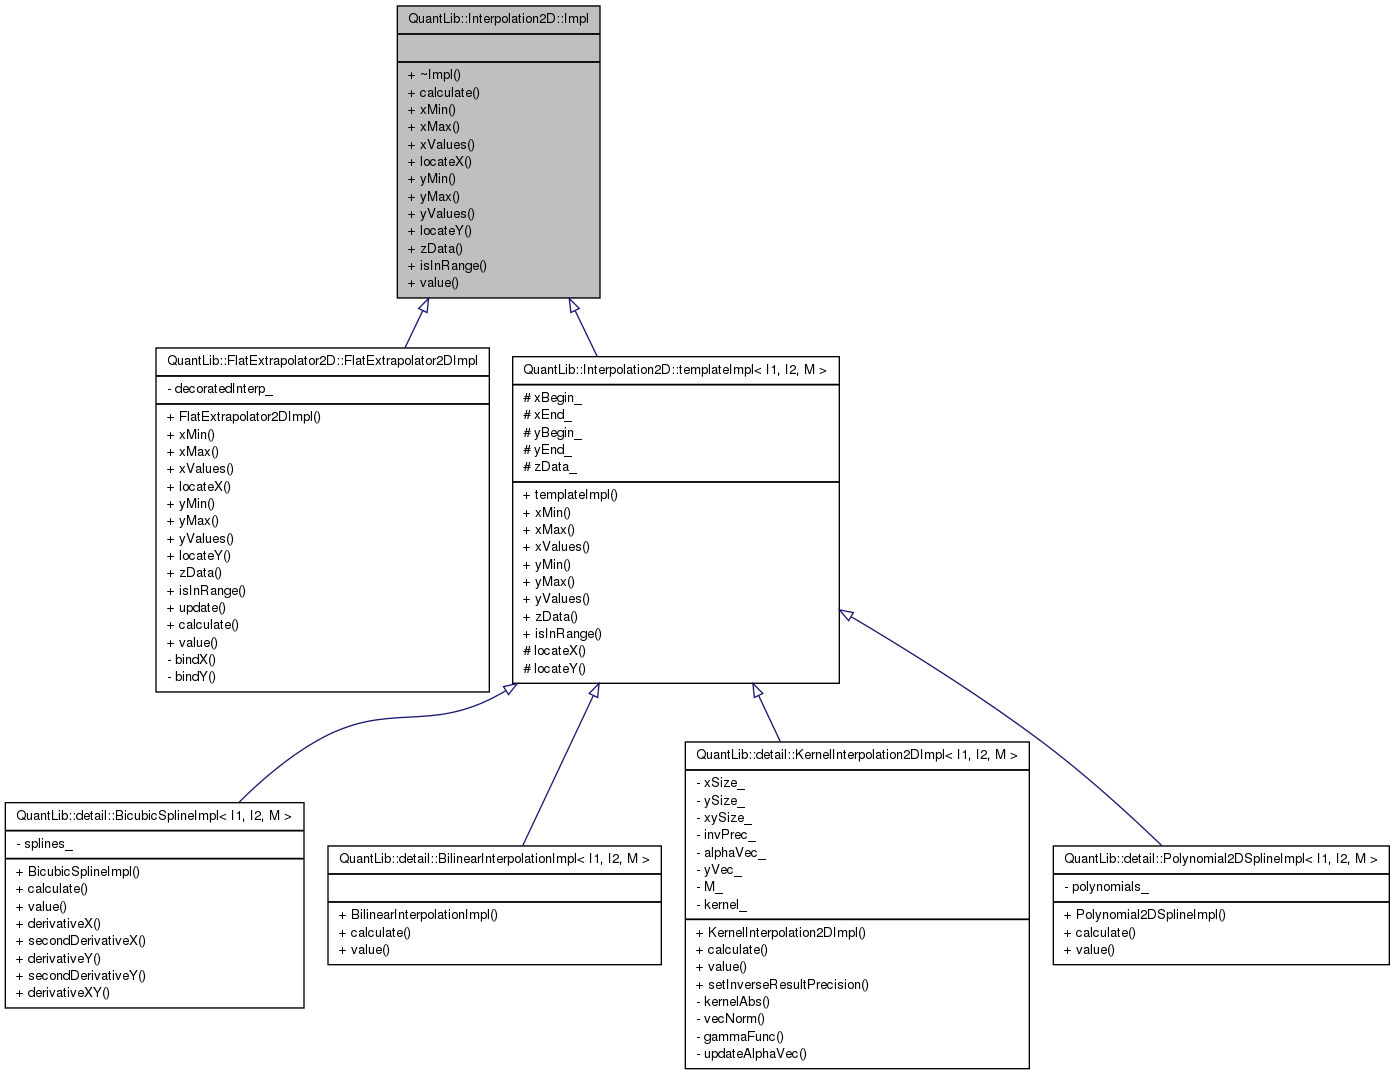 QuantLib::Interpolation2D::Impl
+ ~Impl()
+ calculate()
+ xMin()
+ xMax()
+ xValues()
+ locateX()
+ yMin()
+ yMax()
+ yValues()
+ locateY()
+ zData()
+ isInRange()
+ value()
QuantLib::FlatExtrapolator2D::FlatExtrapolator2DImpl
- decoratedInterp_
+ FlatExtrapolator2DImpl()
+ xMin()
+ xMax()
+ xValues()
+ locateX()
+ yMin()
+ yMax()
+ yValues()
+ locateY()
+ zData()
+ isInRange()
+ update()
+ calculate()
+ value()
- bindX()
- bindY()
QuantLib::Interpolation2D::templateImpl< I1, I2, M >
# xBegin_
# xEnd_
# yBegin_
# yEnd_
# zData_
+ templateImpl()
+ xMin()
+ xMax()
+ xValues()
+ yMin()
+ yMax()
+ yValues()
+ zData()
+ isInRange()
# locateX()
# locateY()
QuantLib::detail::BicubicSplineImpl< I1, I2, M >
- splines_
+ BicubicSplineImpl()
+ calculate()
+ value()
+ derivativeX()
+ secondDerivativeX()
+ derivativeY()
+ secondDerivativeY()
+ derivativeXY()
QuantLib::detail::BilinearInterpolationImpl< I1, I2, M >
+ BilinearInterpolationImpl()
+ calculate()
+ value()
QuantLib::detail::KernelInterpolation2DImpl< I1, I2, M >
- xSize_
- ySize_
- xySize_
- invPrec_
- alphaVec_
- yVec_
- M_
- kernel_
+ KernelInterpolation2DImpl()
+ calculate()
+ value()
+ setInverseResultPrecision()
- kernelAbs()
- vecNorm()
- gammaFunc()
- updateAlphaVec()
QuantLib::detail::Polynomial2DSplineImpl< I1, I2, M >
- polynomials_
+ Polynomial2DSplineImpl()
+ calculate()
+ value()